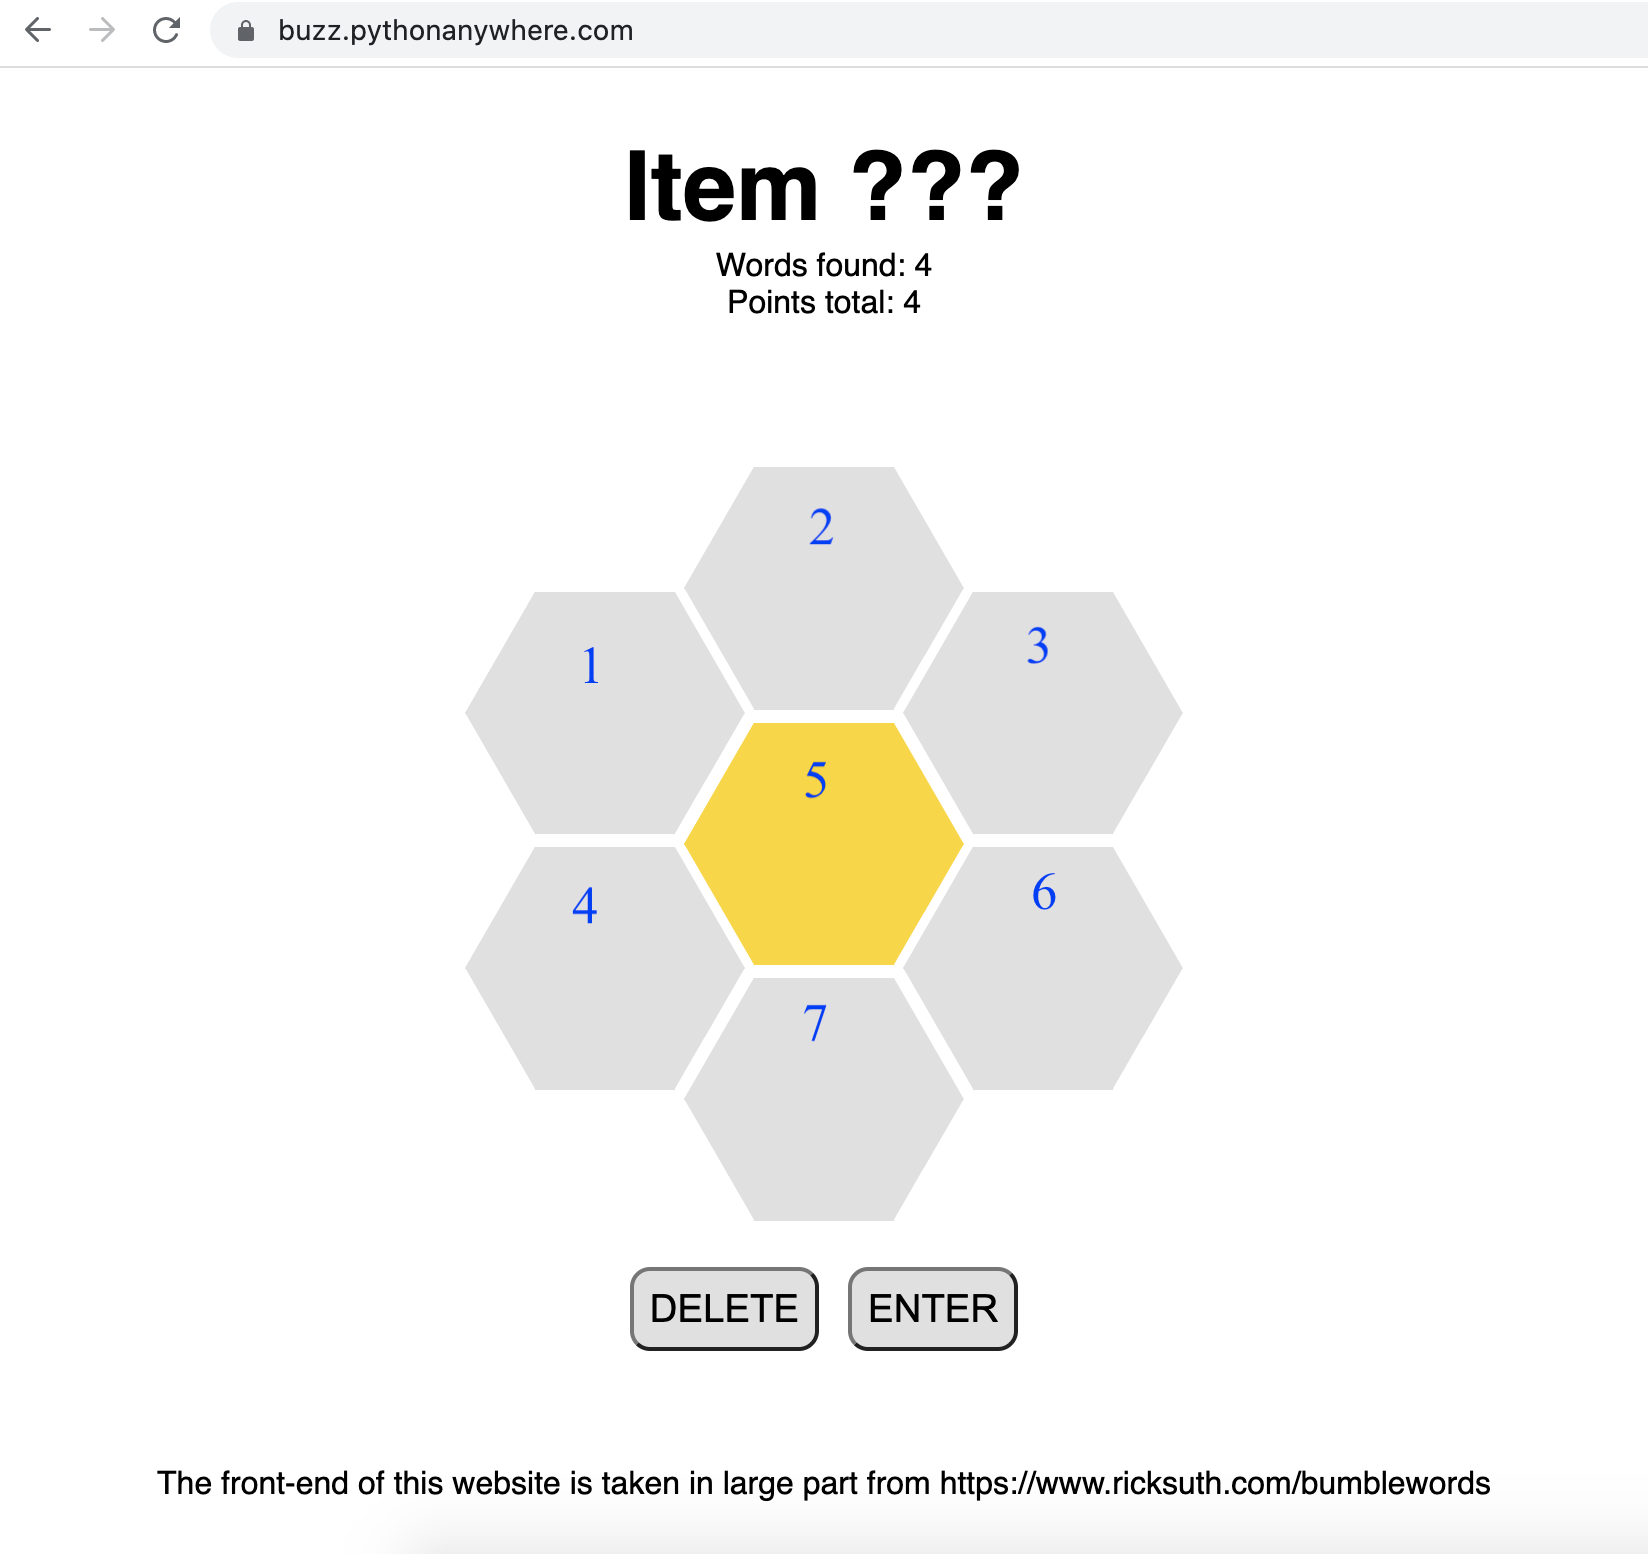 buzz.pythonanywhere.com
Item ???
Words found: 4
Points total: 4
2
1
3
5
4
6
7
DELETE ENTER
The front-end of this website is taken in large part from https://www.ricksuth.com/bumblewords